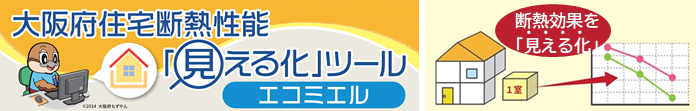 大阪府住宅断熱性能
「見える化」ツール
エコミエル
©2014 大阪府もずやん
断熱効果を
「見える化」
1室